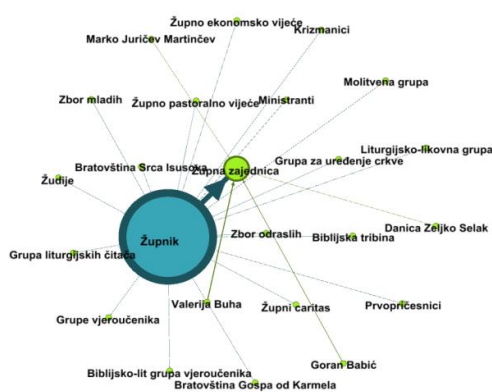 Župno ekonomsko vijeće
Krizmanici
Marko Juričev Martinčev
Molitvena grupa
Zbor mladih
Župno pastoralno vijeće
Ministranti
Liturgijsko-likovna grupa
Grupa za uređenje crkve
Bratovština Srca Isusova
Župna zajednica
Žudije
Danica Željko Selak
Zbor odraslih
Biblijska tribina
Župnik
Grupa liturgijskih čitača
Valerija Buha
Župni caritas
Prvopričesnici
Grupe vjeroučenika
Goran Babić
Biblijsko-lit grupa vjeroučenika
Bratovština Gospa od Karmela